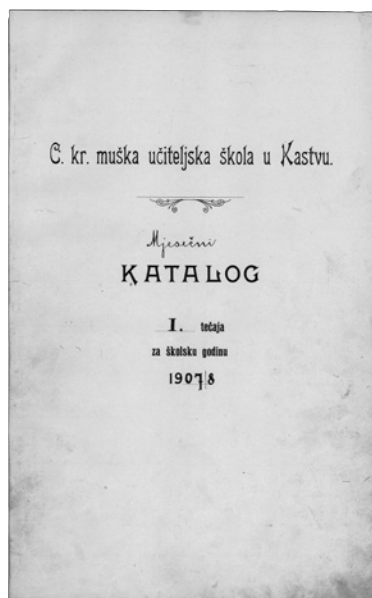 C. kr. muška učiteljska škola u Kastvu.
Mjesečni
KATALOG
I. tečaja
za školsku godinu
1907/8